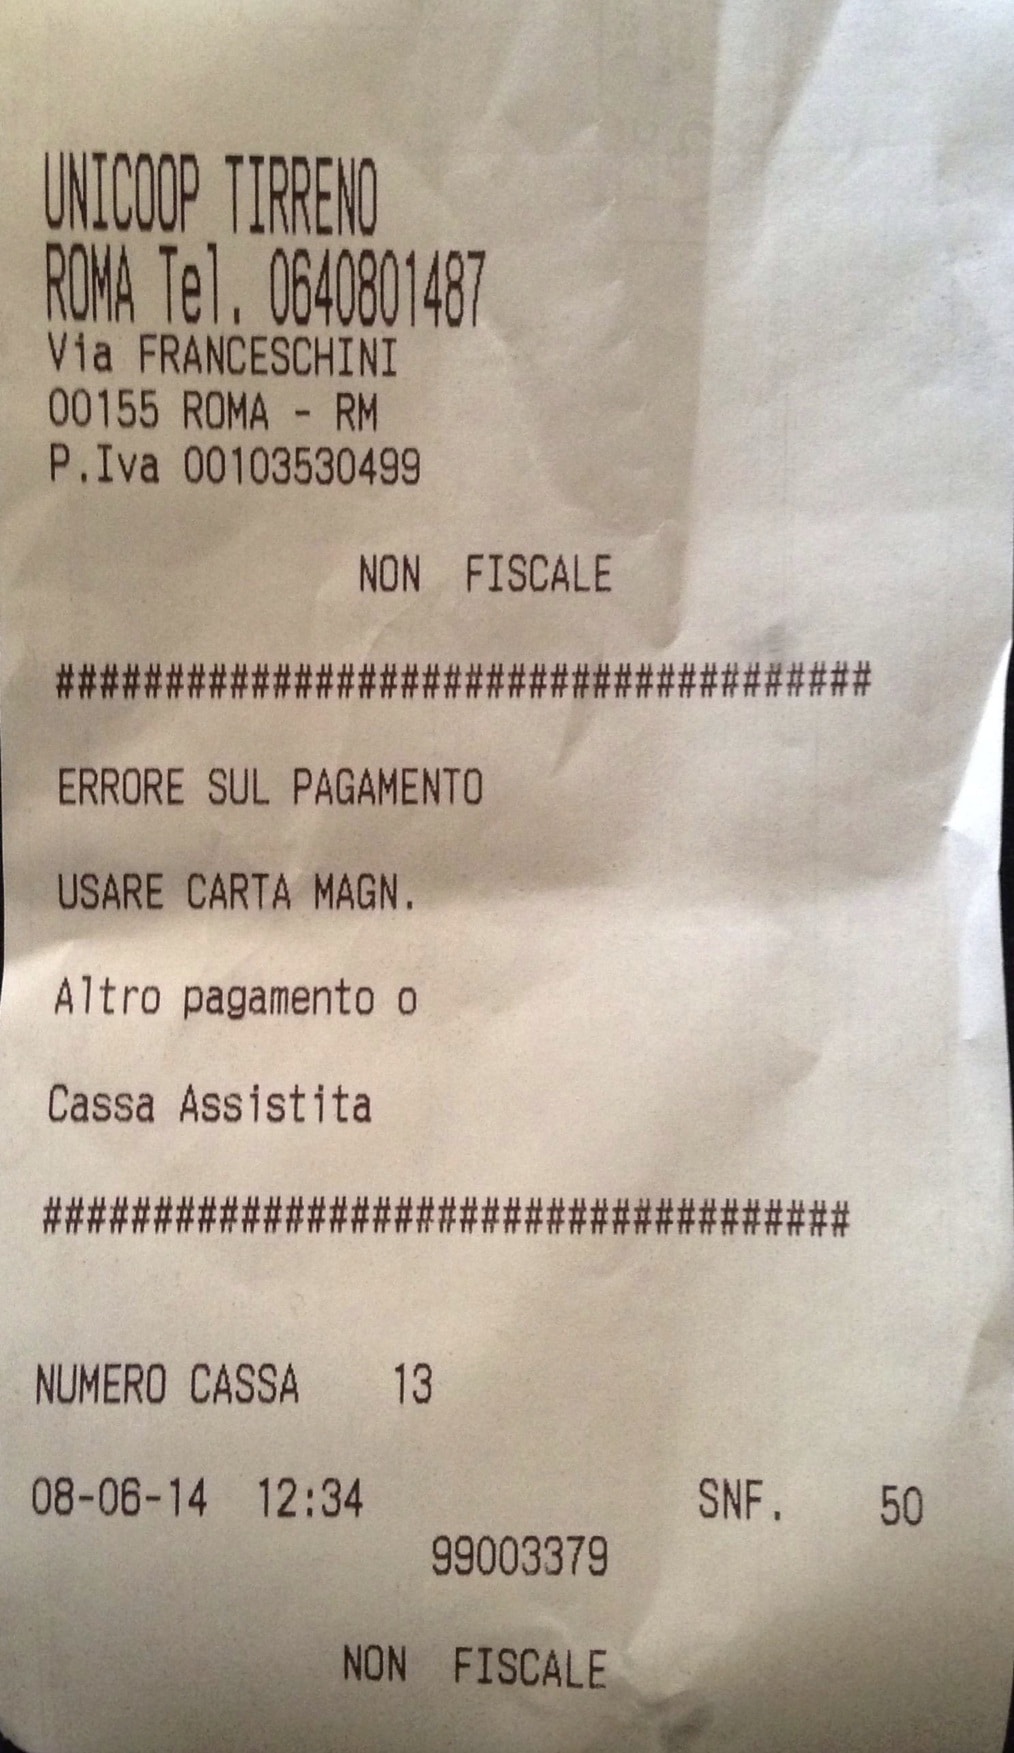 UNICOOP TIRRENO
ROMA Tel. 0640801487
Via FRANCESCHINI
00155 ROMA - RM
P.Iva 00103530499
NON FISCALE
######################################
ERRORE SUL PAGAMENTO
USARE CARTA MAGN.
Altro pagamento o
Cassa Assistita
#####################################
NUMERO CASSA 13
08-06-14 12:34 SNF. 50
99003379
NON FISCALE